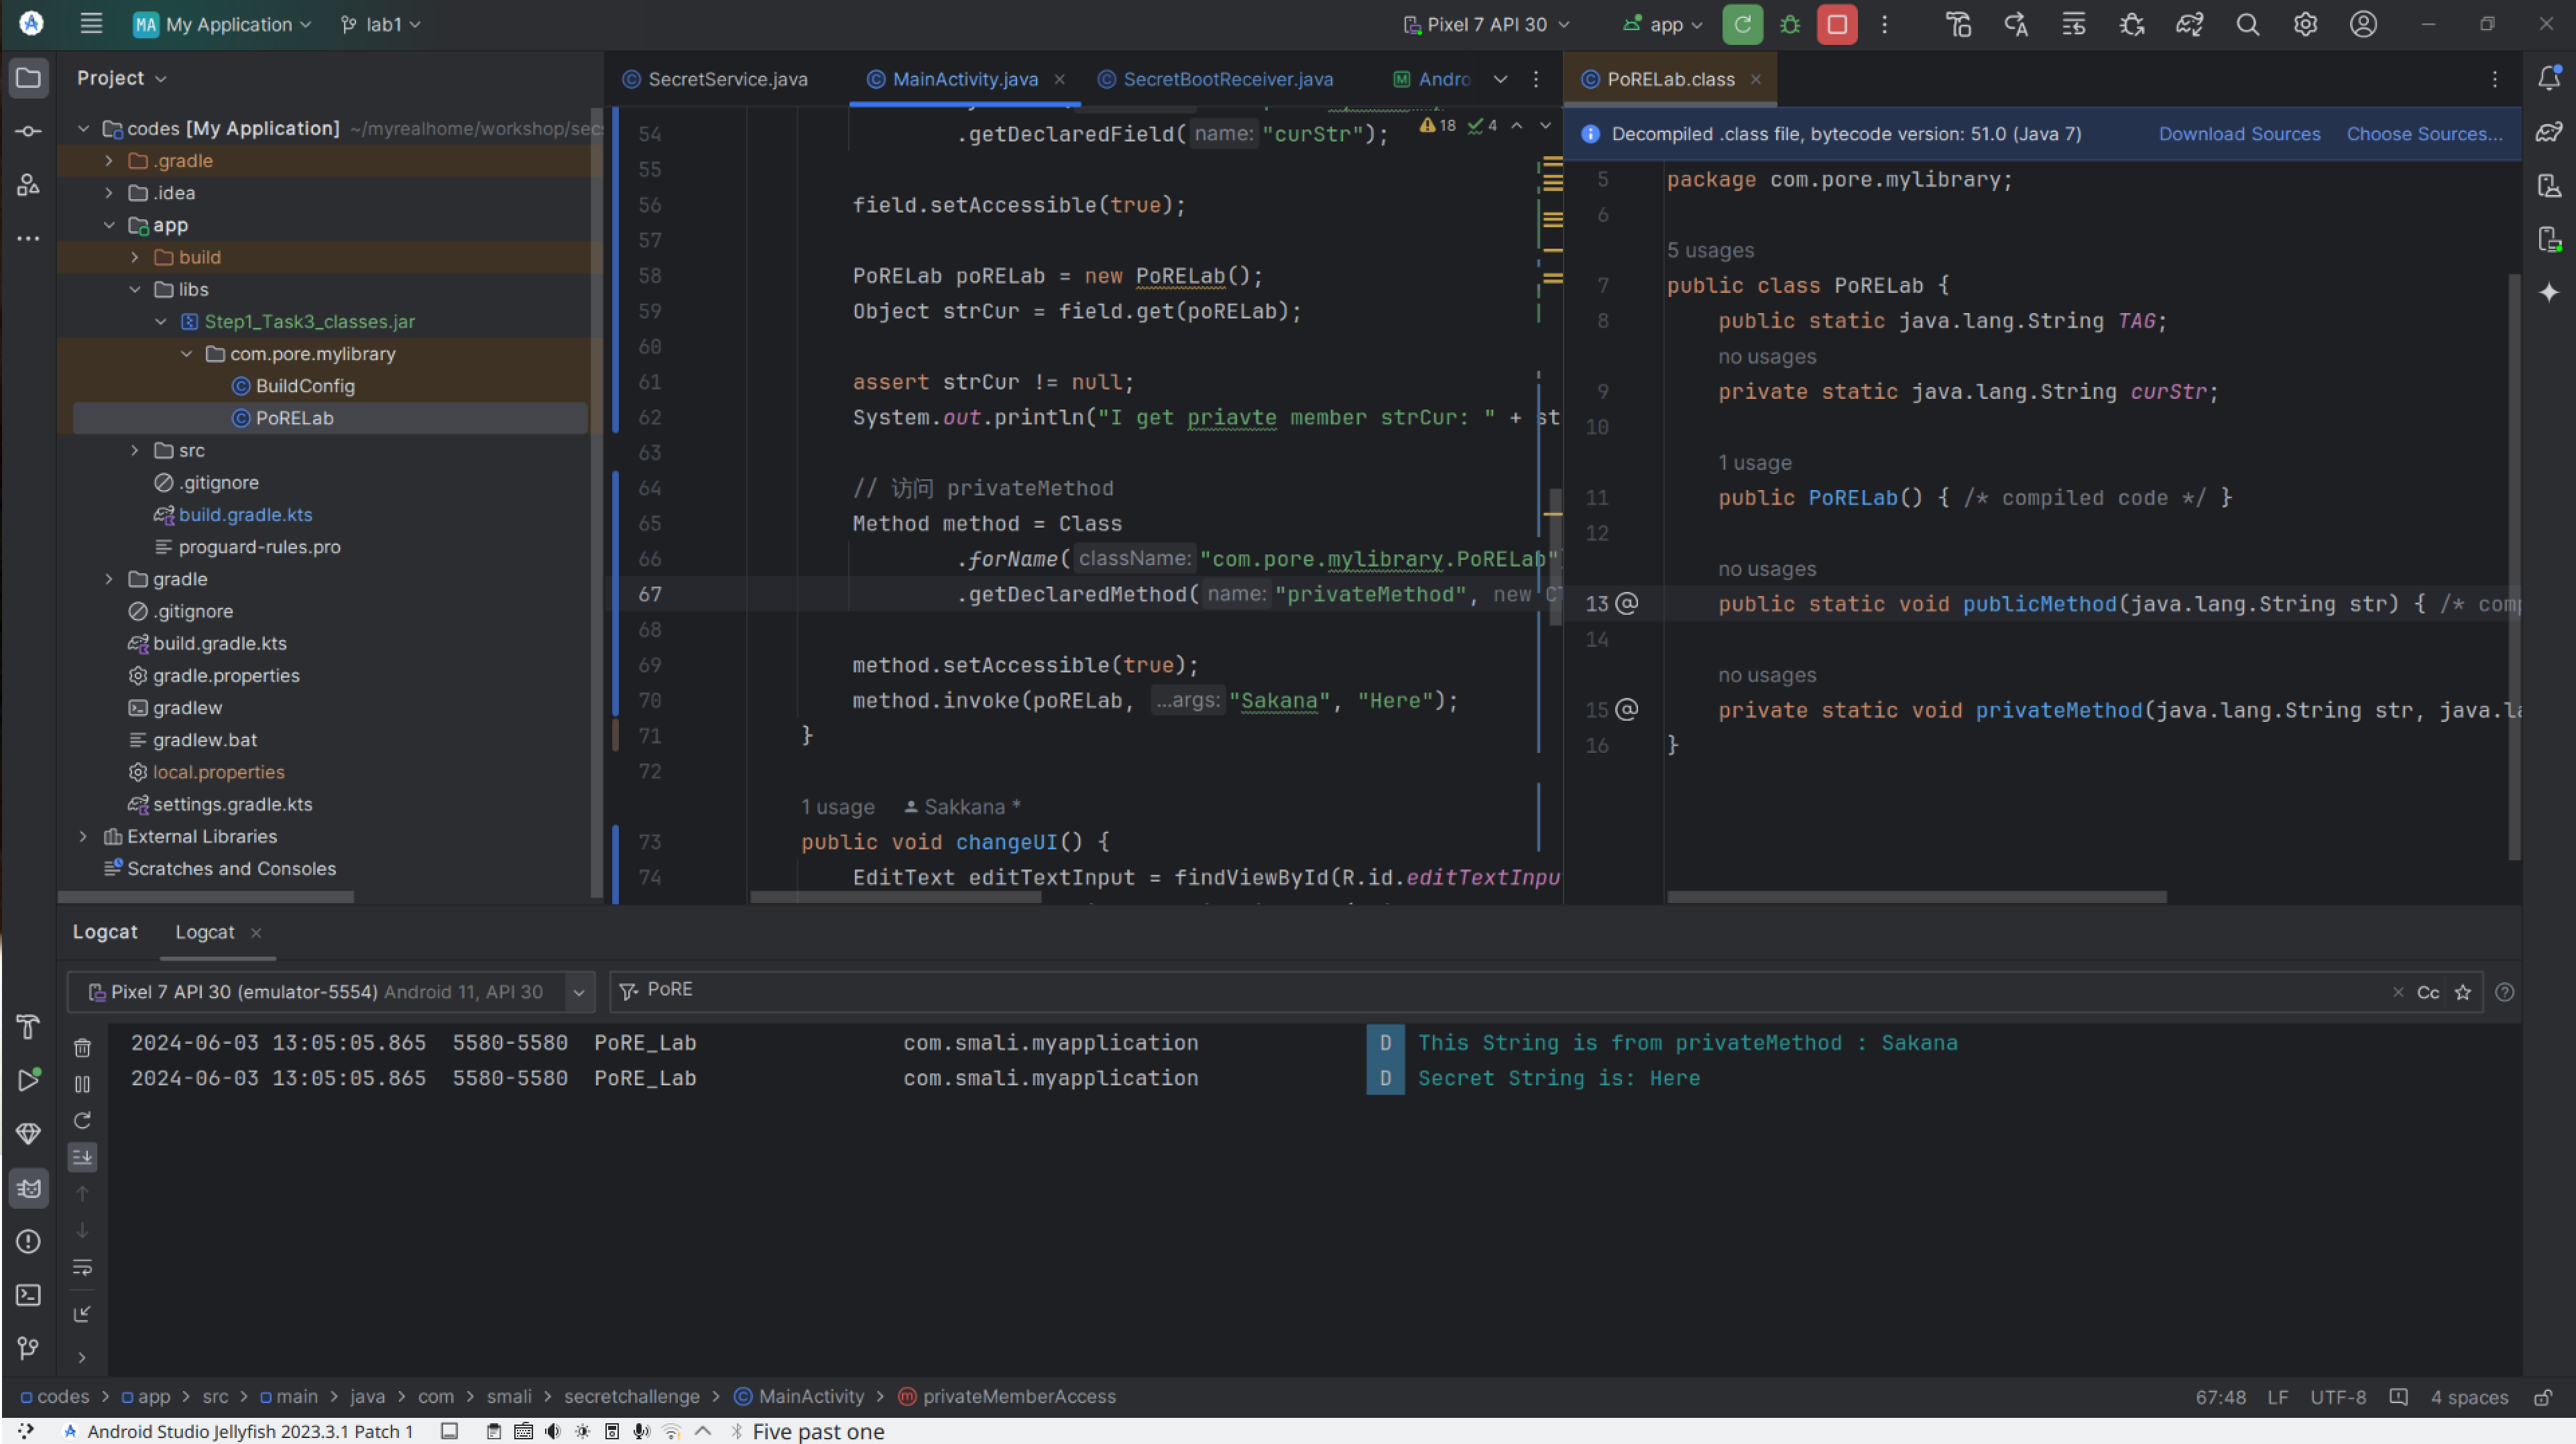 MA My Application lab1 Pixel 7 API 30 app
Project
codes [My Application] ~/myrealhome/workshop/sec
.gradle
.idea
app
build
libs
Step1_Task3_classes.jar
com.pore.mylibrary
BuildConfig
PoRELab
src
.gitignore
build.gradle.kts
proguard-rules.pro
gradle
.gitignore
build.gradle.kts
gradle.properties
gradlew
gradlew.bat
local.properties
settings.gradle.kts
External Libraries
Scratches and Consoles
SecretService.java MainActivity.java SecretBootReceiver.java Andro
18 4
54 .getDeclaredField( name: "curStr");
55
56 field.setAccessible(true);
57
58 PoRELab poRELab = new PoRELab();
59 Object strCur = field.get(poRELab);
60
61 assert strCur != null;
62 System.out.println("I get priavte member strCur: " + st
63
64 // 访问 privateMethod
65 Method method = Class
66 .forName( className: "com.pore.mylibrary.PoRELab"
67 .getDeclaredMethod( name: "privateMethod", new
68
69 method.setAccessible(true);
70 method.invoke(poRELab, ...args: "Sakana", "Here");
71 }
72
1 usage Sakkana *
73 public void changeUI() {
74 EditText editTextInput = findViewById(R.id.editTextInpu
PoRELab.class
Decompiled .class file, bytecode version: 51.0 (Java 7) Download Sources Choose Sources...
5 package com.pore.mylibrary;
6
5 usages
7 public class PoRELab {
8 public static java.lang.String TAG;
no usages
9 private static java.lang.String curStr;
10
1 usage
11 public PoRELab() { /* compiled code */ }
12
no usages
13 @ public static void publicMethod(java.lang.String str) { /* com
14
no usages
15 @ private static void privateMethod(java.lang.String str, java.l
16 }
Logcat Logcat
Pixel 7 API 30 (emulator-5554) Android 11, API 30 PoRE Cc
2024-06-03 13:05:05.865 5580-5580 PoRE_Lab com.smali.myapplication D This String is from privateMethod : Sakana
2024-06-03 13:05:05.865 5580-5580 PoRE_Lab com.smali.myapplication D Secret String is: Here
codes > app > src > main > java > com > smali > secretchallenge > MainActivity > privateMemberAccess 67:48 LF UTF-8 4 spaces
Android Studio Jellyfish 2023.3.1 Patch 1 Five past one